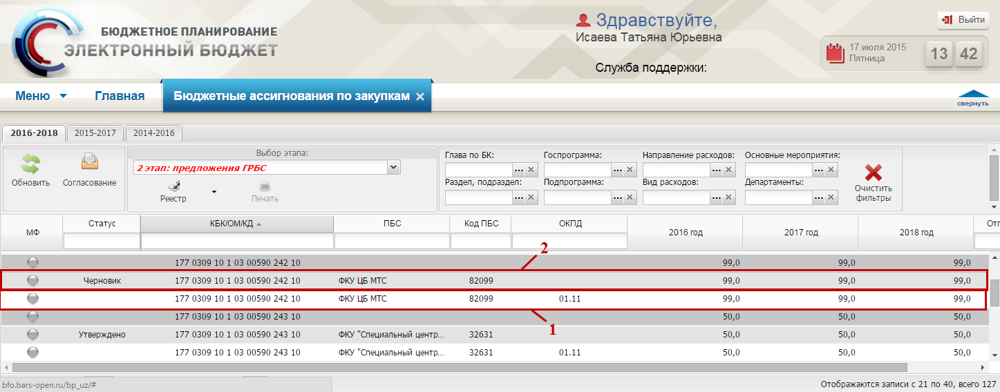 БЮДЖЕТНОЕ ПЛАНИРОВАНИЕ
ЭЛЕКТРОННЫЙ БЮДЖЕТ
Здравствуйте,
Исаева Татьяна Юрьевна
Служба поддержки:
Выйти
17 июля 2015
Пятница
13 42
Меню Главная Бюджетные ассигнования по закупкам
свернуть
2016-2018 2015-2017 2014-2016
Обновить Согласование
Выбор этапа:
2 этап: предложения ГРБС
Реестр Печать
Глава по БК: Госпрограмма: Направление расходов: Основные мероприятия:
Раздел, подраздел: Подпрограмма: Вид расходов: Департаменты:
Очистить
фильтры
МФ Статус КБК/ОМ/КД ПБС Код ПБС ОКПД 2016 год 2017 год 2018 год Отп
2
177 0309 10 1 03 00590 242 10 99,0 99,0 99,0
Черновик 177 0309 10 1 03 00590 242 10 ФКУ ЦБ МТС 82099 99,0 99,0 99,0
177 0309 10 1 03 00590 242 10 ФКУ ЦБ МТС 82099 01.11 99,0 99,0 99,0
177 0309 10 1 03 00590 243 10 50,0 50,0 50,0
1
Утверждено 177 0309 10 1 03 00590 243 10 ФКУ "Специальный центр... 32631 50,0 50,0 50,0
177 0309 10 1 03 00590 243 10 ФКУ "Специальный центр... 32631 01.11 50,0 50,0 50,0
bfo.bars-open.ru/bp_uz/#
Отображаются записи с 21 по 40, всего 127